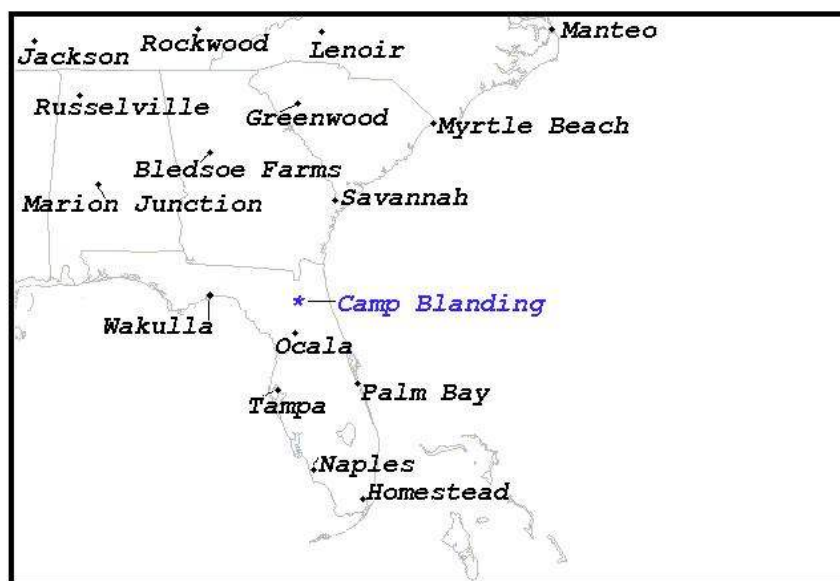 Manteo
Rockwood
Lenoir
Jackson
Russelville
Greenwood
Myrtle Beach
Bledsoe Farms
Marion Junction
Savannah
* Camp Blanding
Wakulla
Ocala
Palm Bay
Tampa
Naples
Homestead